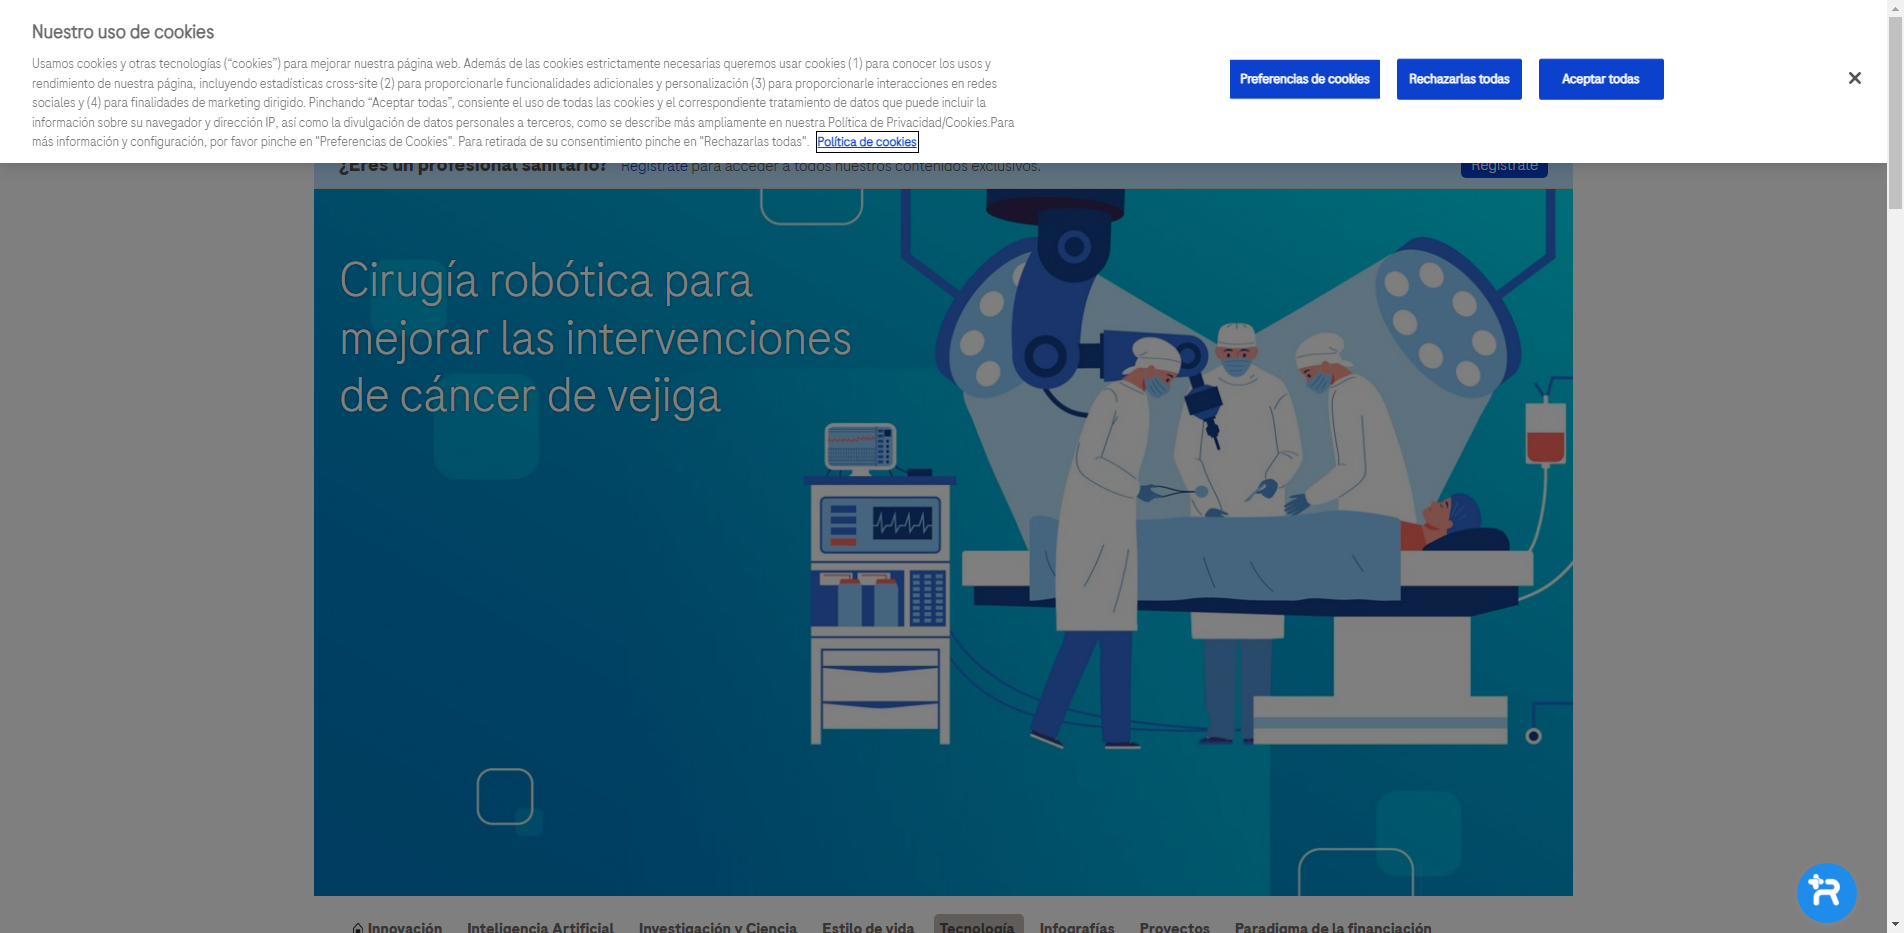 Nuestro uso de cookies
Usamos cookies y otras tecnologías (“cookies”) para mejorar nuestra página web. Además de las cookies estrictamente necesarias queremos usar cookies (1) para conocer los usos y
rendimiento de nuestra página, incluyendo estadísticas cross-site (2) para proporcionarle funcionalidades adicionales y personalización (3) para proporcionarle interacciones en redes
sociales y (4) para finalidades de marketing dirigido. Pinchando “Aceptar todas”, consiente el uso de todas las cookies y el correspondiente tratamiento de datos que puede incluir la
información sobre su navegador y dirección IP, así como la divulgación de datos personales a terceros, como se describe más ampliamente en nuestra Política de Privacidad/Cookies.Para
más información y configuración, por favor pinche en "Preferencias de Cookies". Para retirada de su consentimiento pinche en "Rechazarlas todas". Política de cookies
Preferencias de cookies Rechazarlas todas Aceptar todas
¿Eres un profesional sanitario? Regístrate para acceder a todos nuestros contenidos exclusivos. Regístrate
Cirugía robótica para
mejorar las intervenciones
de cáncer de vejiga
Innovación Inteligencia Artificial Investigación y Ciencia Estilo de vida Tecnología Infografías Proyectos Paradigma de la financiación